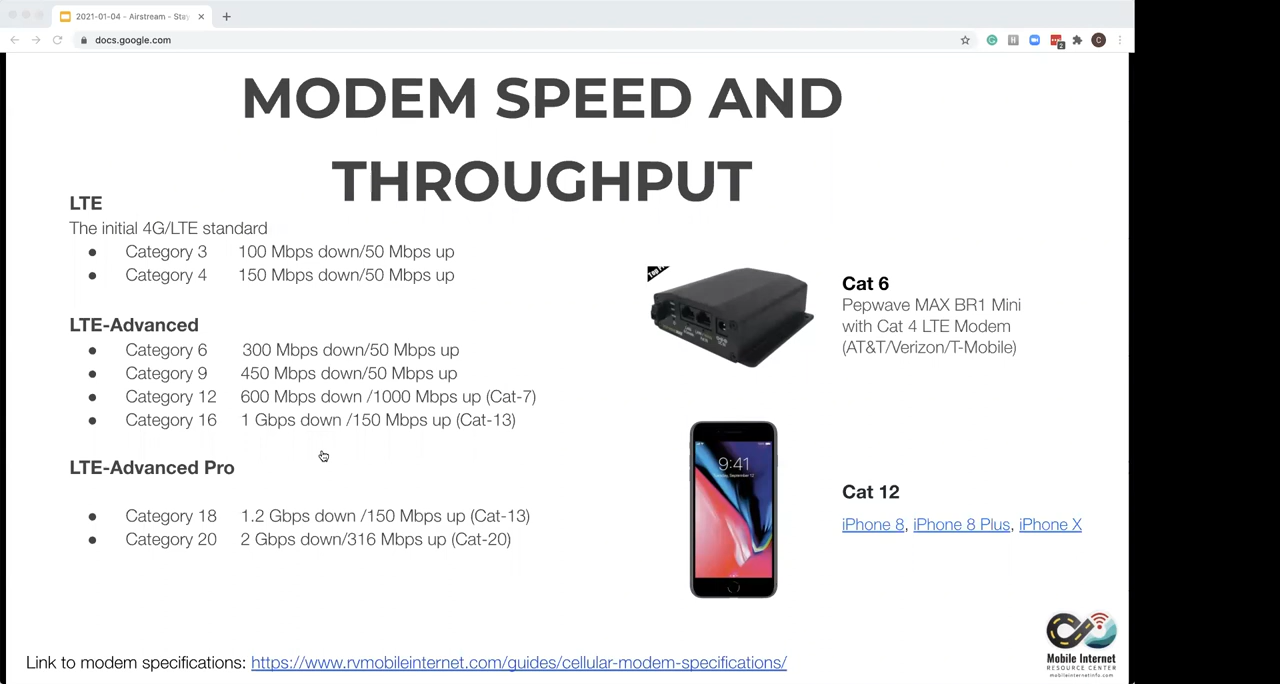 2021-01-04 - Airstream - Sta
docs.google.com
MODEM SPEED AND
THROUGHPUT
LTE
The initial 4G/LTE standard
● Category 3 100 Mbps down/50 Mbps up
● Category 4 150 Mbps down/50 Mbps up
LTE-Advanced
● Category 6 300 Mbps down/50 Mbps up
● Category 9 450 Mbps down/50 Mbps up
● Category 12 600 Mbps down /1000 Mbps up (Cat-7)
● Category 16 1 Gbps down /150 Mbps up (Cat-13)
LTE-Advanced Pro
● Category 18 1.2 Gbps down /150 Mbps up (Cat-13)
● Category 20 2 Gbps down/316 Mbps up (Cat-20)
Cat 6
Pepwave MAX BR1 Mini
with Cat 4 LTE Modem
(AT&T/Verizon/T-Mobile)
9:41
Cat 12
iPhone 8, iPhone 8 Plus, iPhone X
Link to modem specifications: https://www.rvmobileinternet.com/guides/cellular-modem-specifications/
Mobile Internet
RESOURCE CENTER
mobileinternetinfo.com